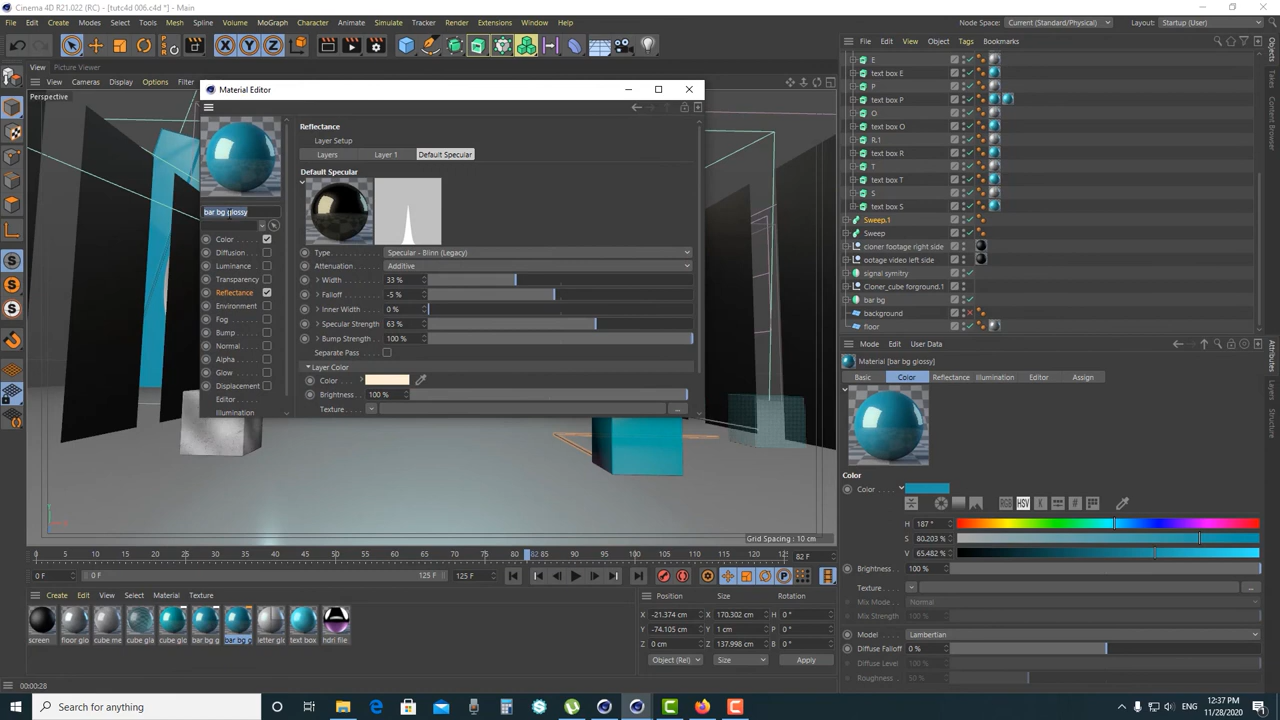 Cinema 4D R21.022 (RC) - [tutc4d 006.c4d *] - Main
File Edit Create Modes Select Tools Mesh Spline Volume MoGraph Character Animate Simulate Tracker Render Extensions Window Help
Node Space: Current (Standard/Physical) Layout: Startup (User)
View Picture Viewer
View Cameras Display Options Filter
Perspective
Material Editor
bar bg glossy
Color
Diffusion
Luminance
Transparency
Reflectance
Environment
Fog
Bump
Normal
Alpha
Glow
Displacement
Editor
Illumination
Reflectance
Layer Setup
Layers Layer 1 Default Specular
Default Specular
Type Specular - Blinn (Legacy)
Attenuation Additive
Width 33 %
Falloff -5 %
Inner Width 0 %
Specular Strength 63 %
Bump Strength 100 %
Separate Pass
Layer Color
Color
Brightness 100 %
Texture
Grid Spacing : 10 cm
File Edit View Object Tags Bookmarks
E
text box E
P
text box P
O
text box O
R.1
text box R
T
text box T
S
text box S
Sweep.1
Sweep
cloner footage right side
ootage video left side
signal symitry
Cloner_cube forground.1
bar bg
background
floor
Objects
Takes
Content Browser
Mode Edit User Data
Material [bar bg glossy]
Basic Color Reflectance Illumination Editor Assign
Color
Color
RGB HSV K
H 187 °
S 80.203 %
V 65.482 %
Brightness 100 %
Texture
Mix Mode Normal
Mix Strength 100 %
Model Lambertian
Diffuse Falloff 0 %
Diffuse Level 100 %
Roughness 50 %
Attributes
Layers
Structure
0 5 10 15 20 25 30 35 40 45 50 55 60 65 70 75 82 85 90 95 100 105 110 115 120 125 82 F
0 F 0 F 125 F 125 F
Create Edit View Select Material Texture
screen floor glo cube me cube gla cube glo bar bg g bar bg g letter glo text box hdri file
Position Size Rotation
X -21.374 cm X 170.302 cm H 0 °
Y -74.105 cm Y 1 cm P 0 °
Z 0 cm Z 137.998 cm B 0 °
Object (Rel) Size Apply
00:00:28
Search for anything
ENG
12:37 PM
11/28/2020